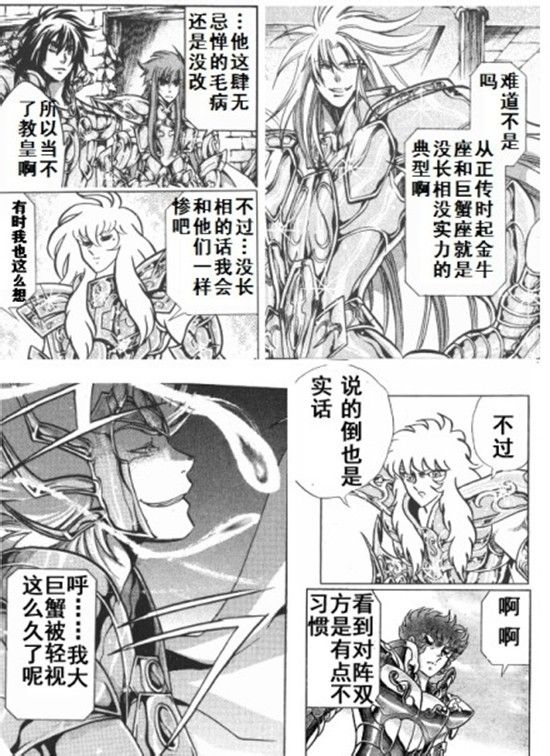 难道不是
吗
从正传时起金牛
座和巨蟹座就是
没长相没实力的
典型啊
…他这肆无
忌惮的毛病
还是没改
所以当不
了教皇啊
不过…没长
相的话我会
和他们一样
惨吧
有时我也这么想
不过
说的倒也是
实话
啊啊
看到对阵双
方是有点不
习惯
呼……我大
巨蟹被轻视
这么久了呢